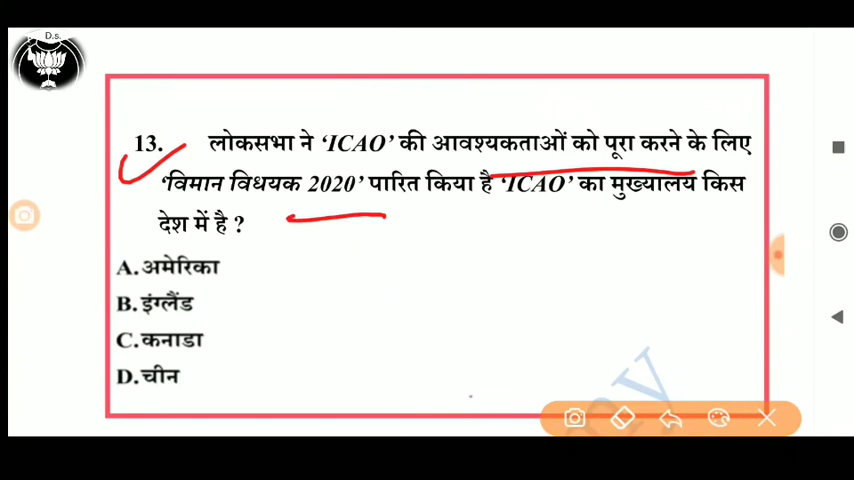 D.s.
13. लोकसभा ने ‘ICAO’ की आवश्यकताओं को पूरा करने के लिए
‘विमान विधयक 2020’ पारित किया है ‘ICAO’ का मुख्यालय किस
देश में है ?
A. अमेरिका
B. इंग्लैंड
C. कनाडा
D. चीन